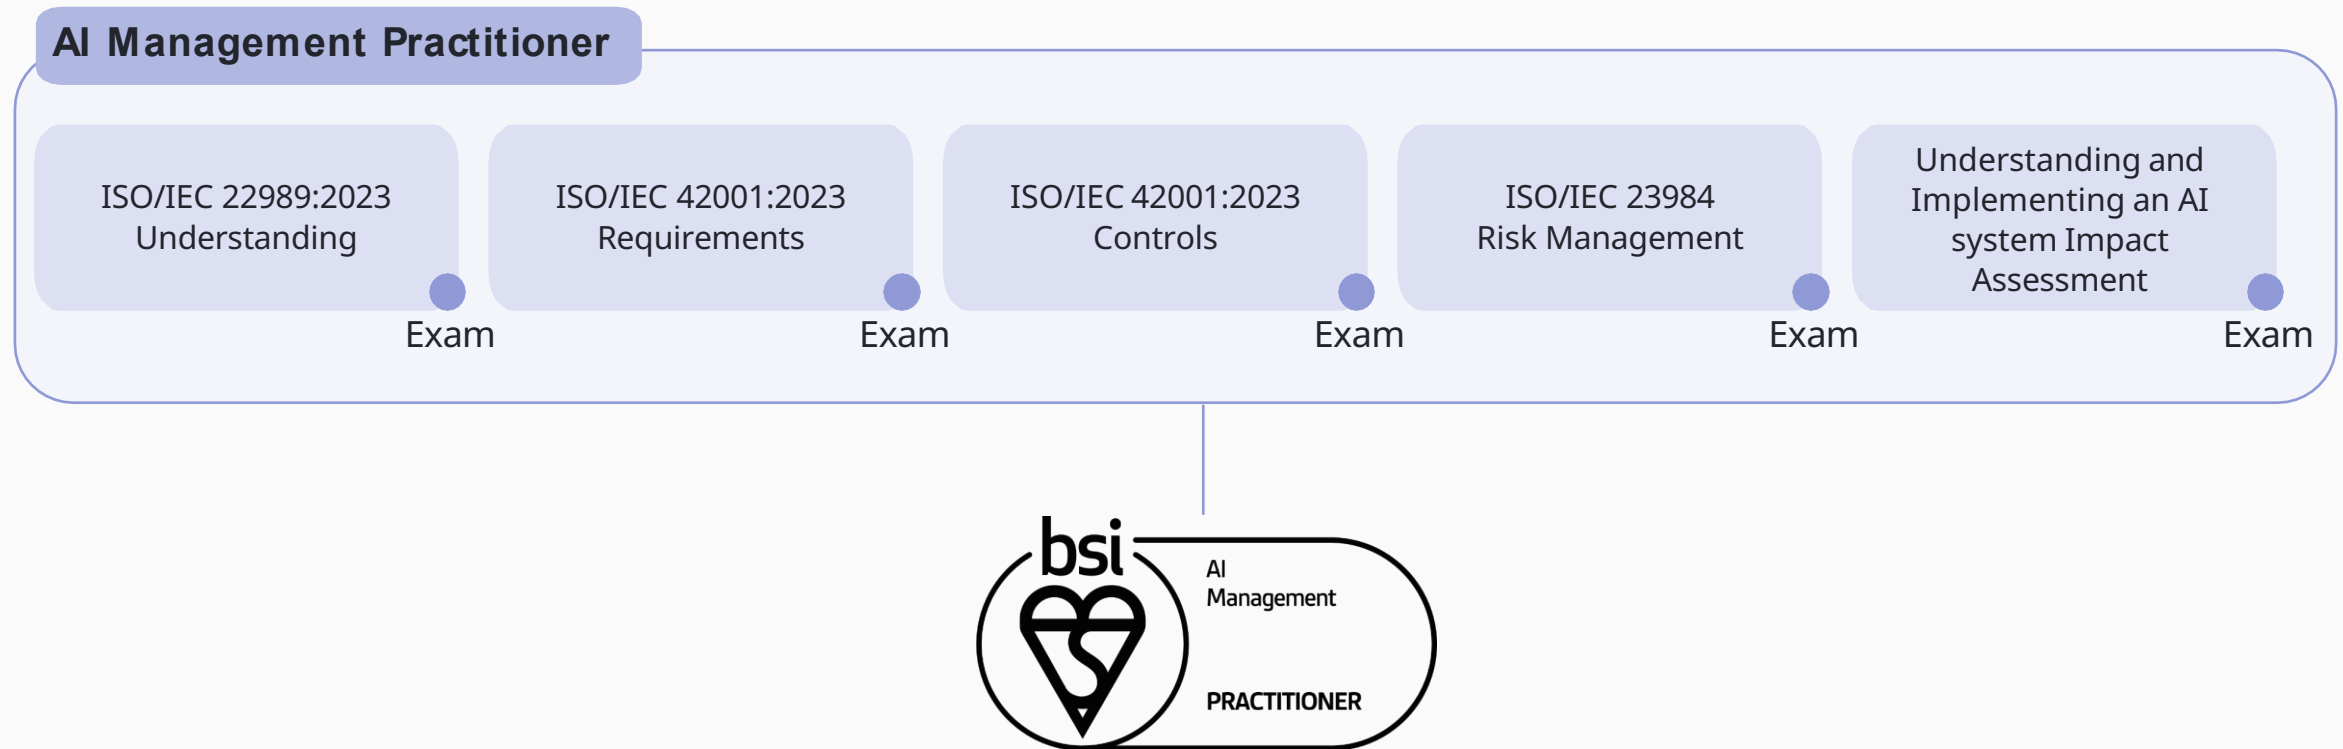 AI Management Practitioner
ISO/IEC 22989:2023
Understanding
Exam
ISO/IEC 42001:2023
Requirements
Exam
ISO/IEC 42001:2023
Controls
Exam
ISO/IEC 23984
Risk Management
Exam
Understanding and
Implementing an AI
system Impact
Assessment
Exam
bsi
AI
Management
PRACTITIONER